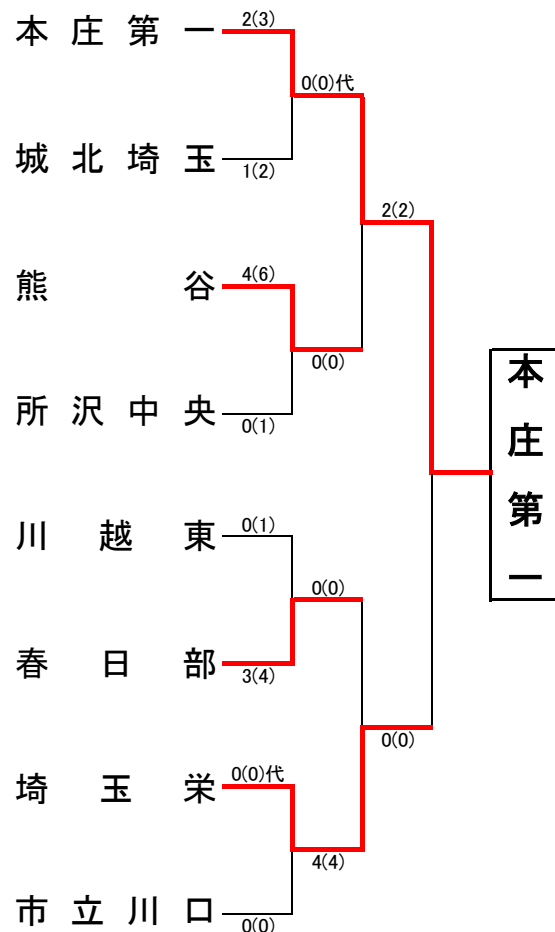 本庄第一
2(3)
0(0)代
城北埼玉
1(2)
2(2)
熊谷
4(6)
0(0)
所沢中央
0(1)
本庄第一
川越東
0(1)
0(0)
春日部
3(4)
0(0)
埼玉栄
0(0)代
4(4)
市立川口
0(0)